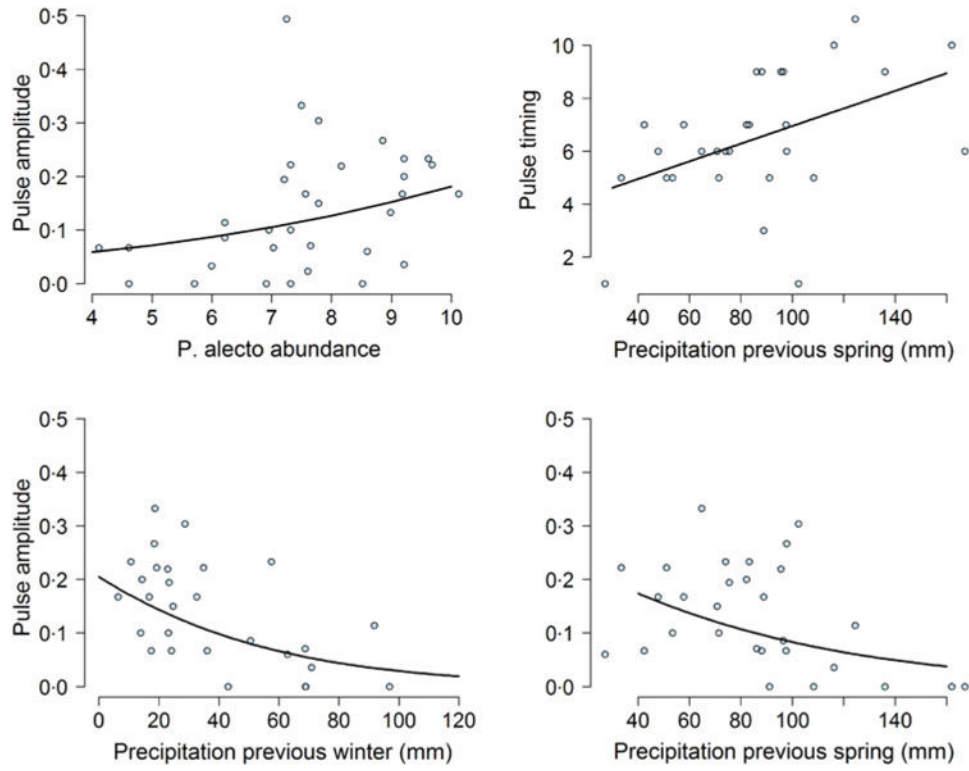 Pulse amplitude
0·5
0·4
0·3
0·2
0·1
0·0
4 5 6 7 8 9 10
P. alecto abundance
Pulse timing
10
8
6
4
2
40 60 80 100 140
Precipitation previous spring (mm)
Pulse amplitude
0·5
0·4
0·3
0·2
0·1
0·0
0 20 40 60 80 100 120
Precipitation previous winter (mm)
0·5
0·4
0·3
0·2
0·1
0·0
40 60 80 100 140
Precipitation previous spring (mm)